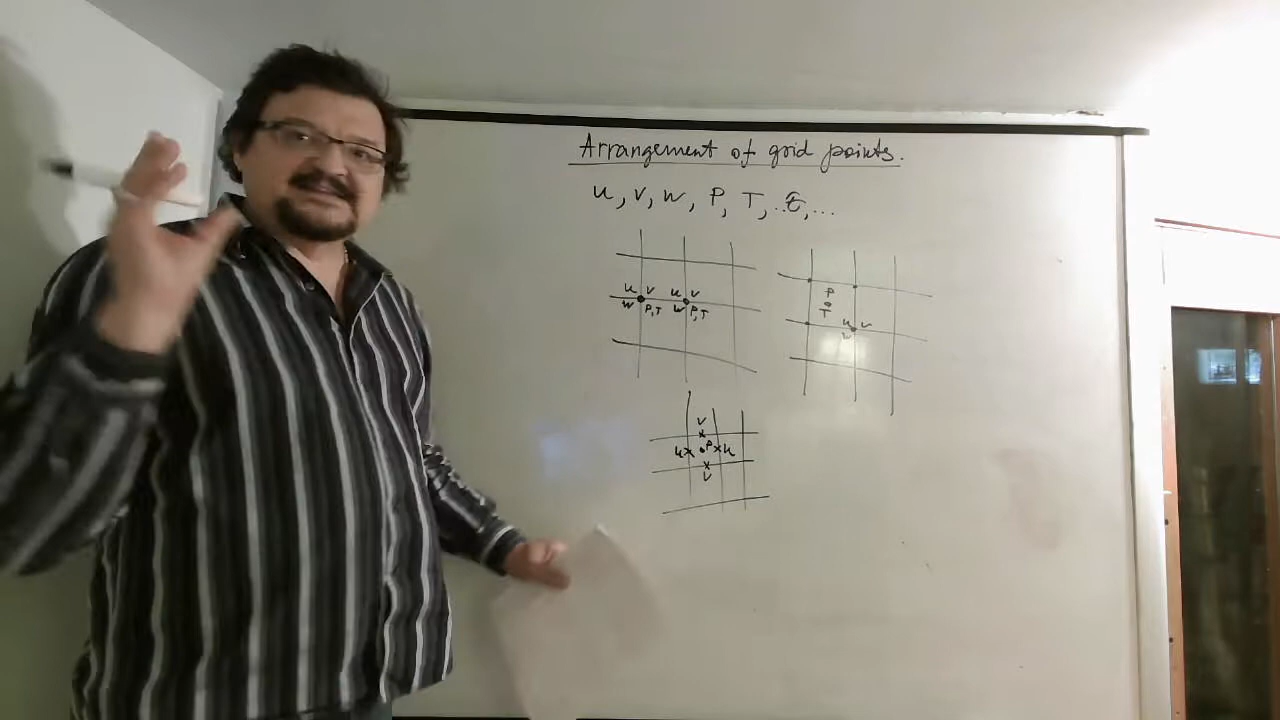 Arrangement of grid points.
u, v, w, P, T, ...
u v u v
w P,T w P,T
P
T
u v
w
v
u x P x u
x
v